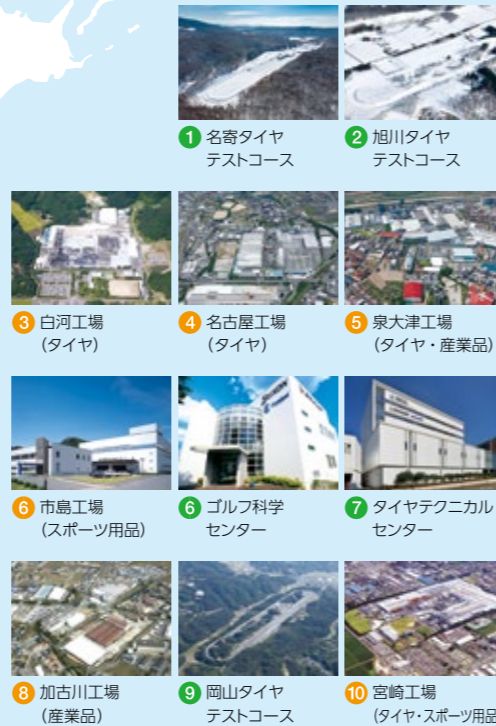 1 名寄タイヤ
テストコース
2 旭川タイヤ
テストコース
3 白河工場
（タイヤ）
4 名古屋工場
（タイヤ）
5 泉大津工場
（タイヤ・産業品）
6 市島工場
（スポーツ用品）
6 ゴルフ科学
センター
7 タイヤテクニカル
センター
8 加古川工場
（産業品）
9 岡山タイヤ
テストコース
10 宮崎工場
（タイヤ・スポーツ用品